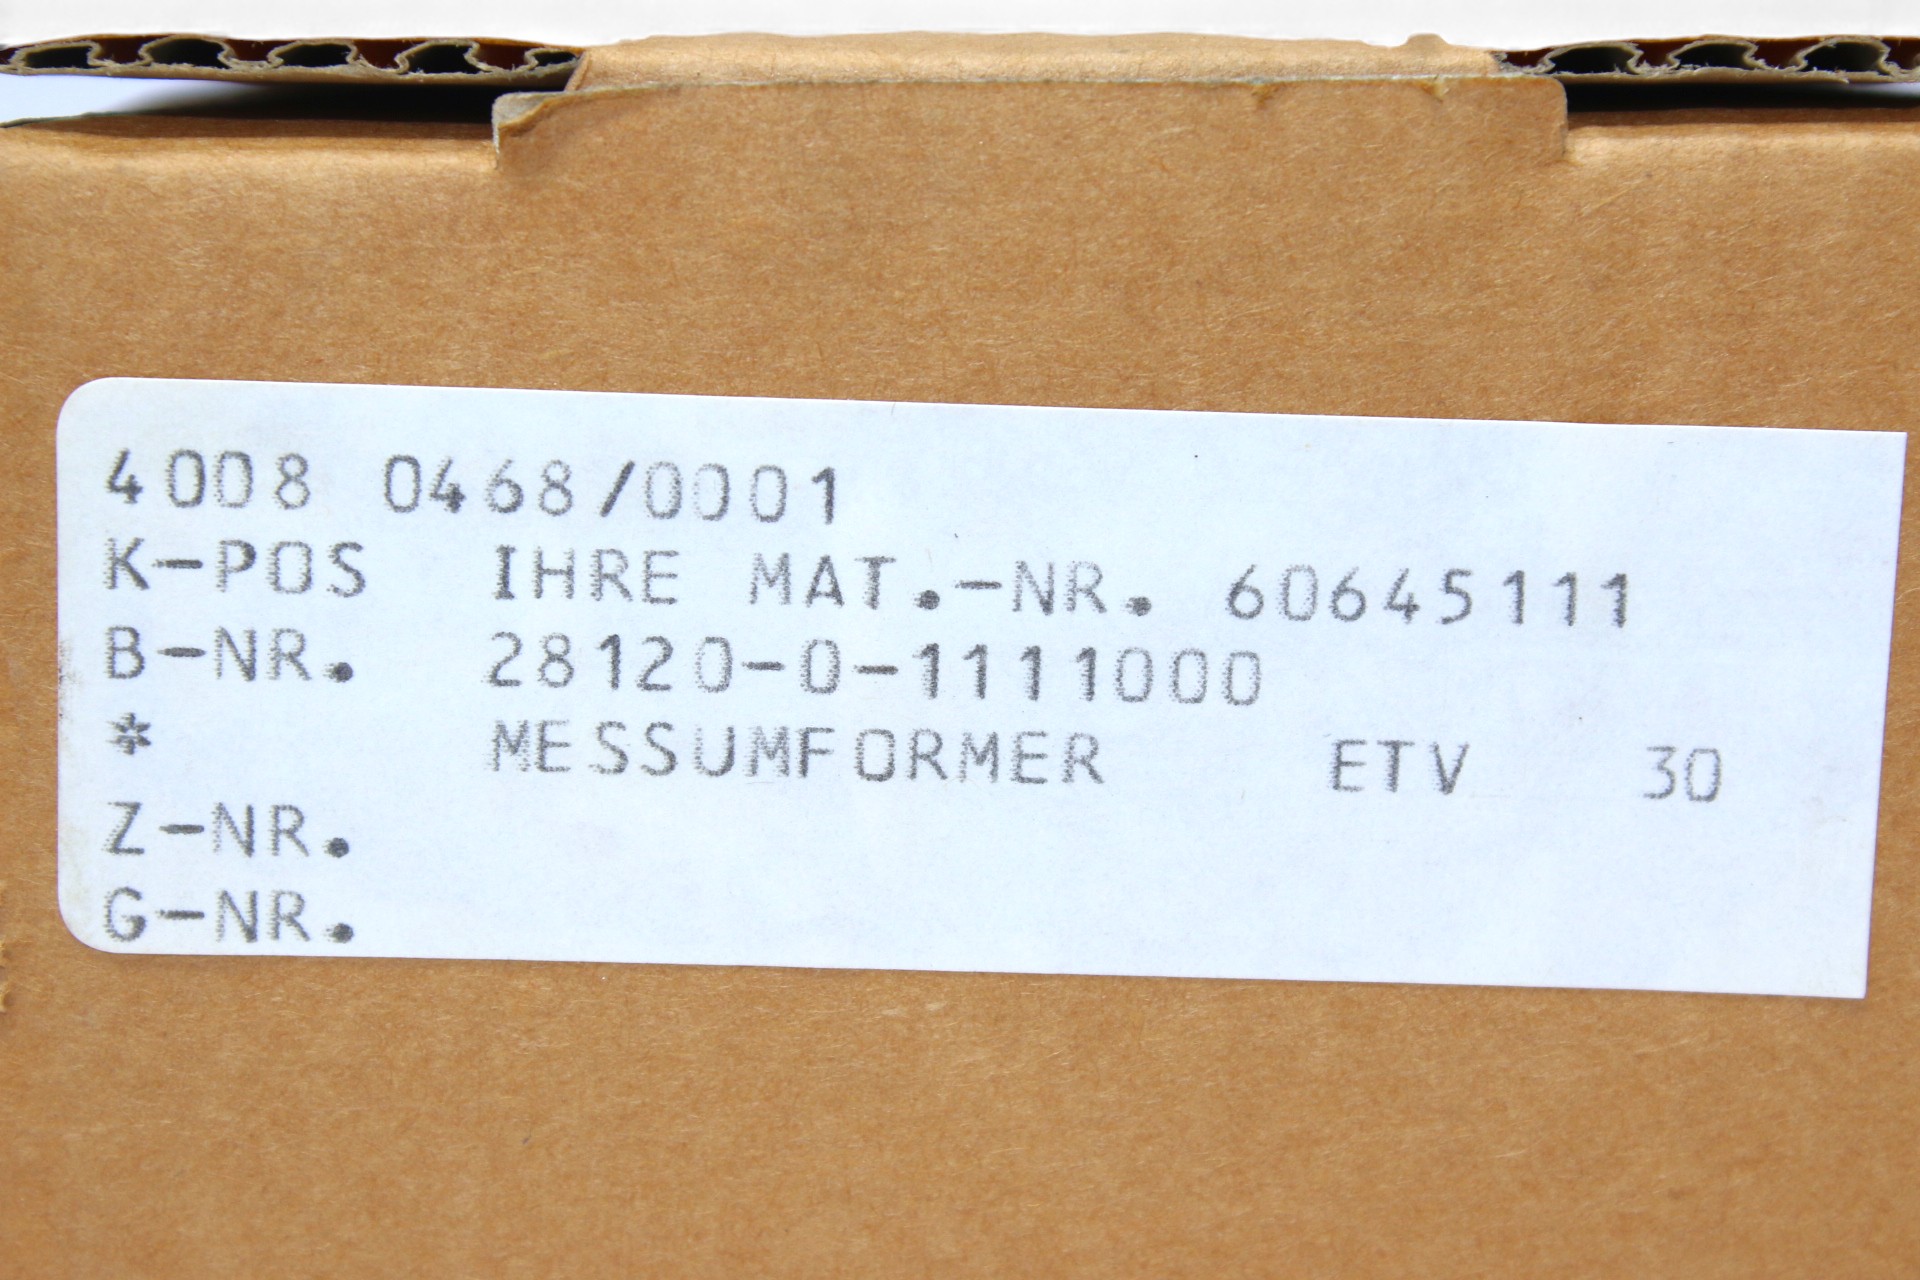 4008 0468/0001
K-POS IHRE MAT.-NR. 60645111
B-NR. 28120-0-1111000
* MESSUMFORMER ETV 30
Z-NR.
G-NR.